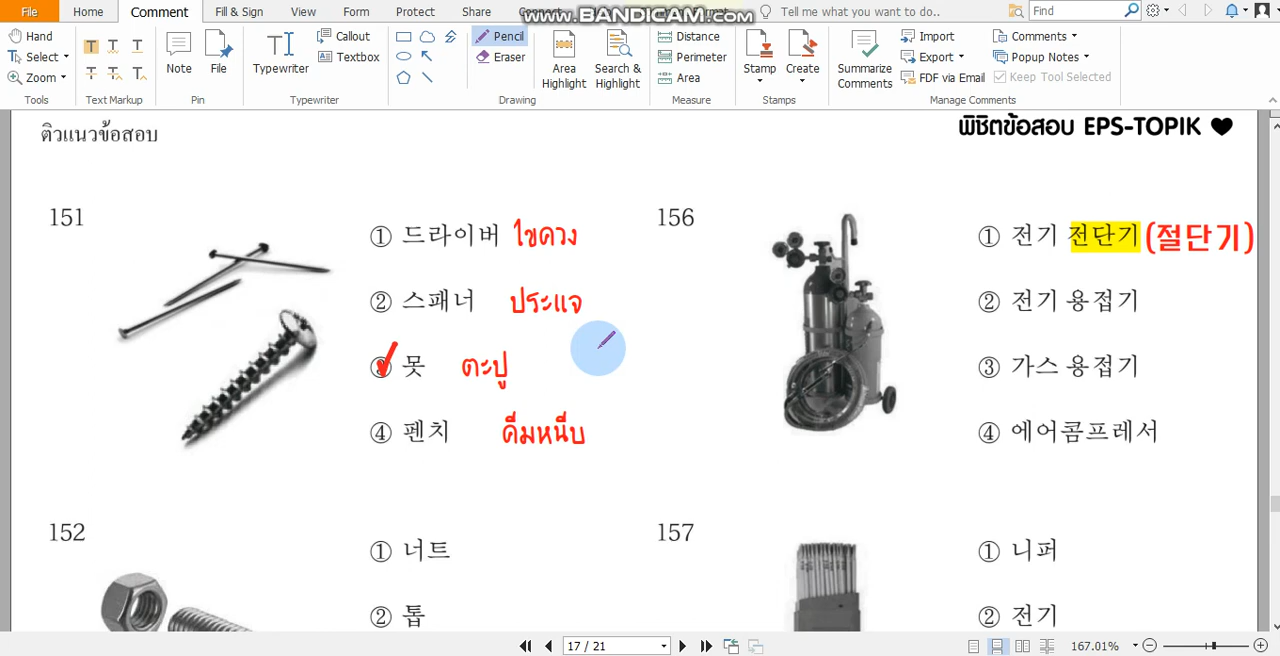 www.BANDICAM.com
File Home Comment Fill & Sign View Form Protect Share Connect Tell me what you want to do.. Find
Hand
Select
Zoom
Tools
Text Markup
Note
File
Pin
Typewriter
Callout
Textbox
Typewriter
Pencil
Eraser
Area Highlight
Search & Highlight
Drawing
Distance
Perimeter
Area
Measure
Stamp
Create
Stamps
Summarize Comments
Import
Export
FDF via Email
Comments
Popup Notes
Keep Tool Selected
Manage Comments
ติวแนวข้อสอบ
พิชิตข้อสอบ EPS-TOPIK ♥
151
① 드라이버 ไขควง
② 스패너 ประแจ
③ 못 ตะปู
④ 펜치 คีมหนีบ
156
① 전기 전단기 (절단기)
② 전기 용접기
③ 가스 용접기
④ 에어콤프레서
152
① 너트
② 톱
157
① 니퍼
② 전기
17 / 21
167.01%